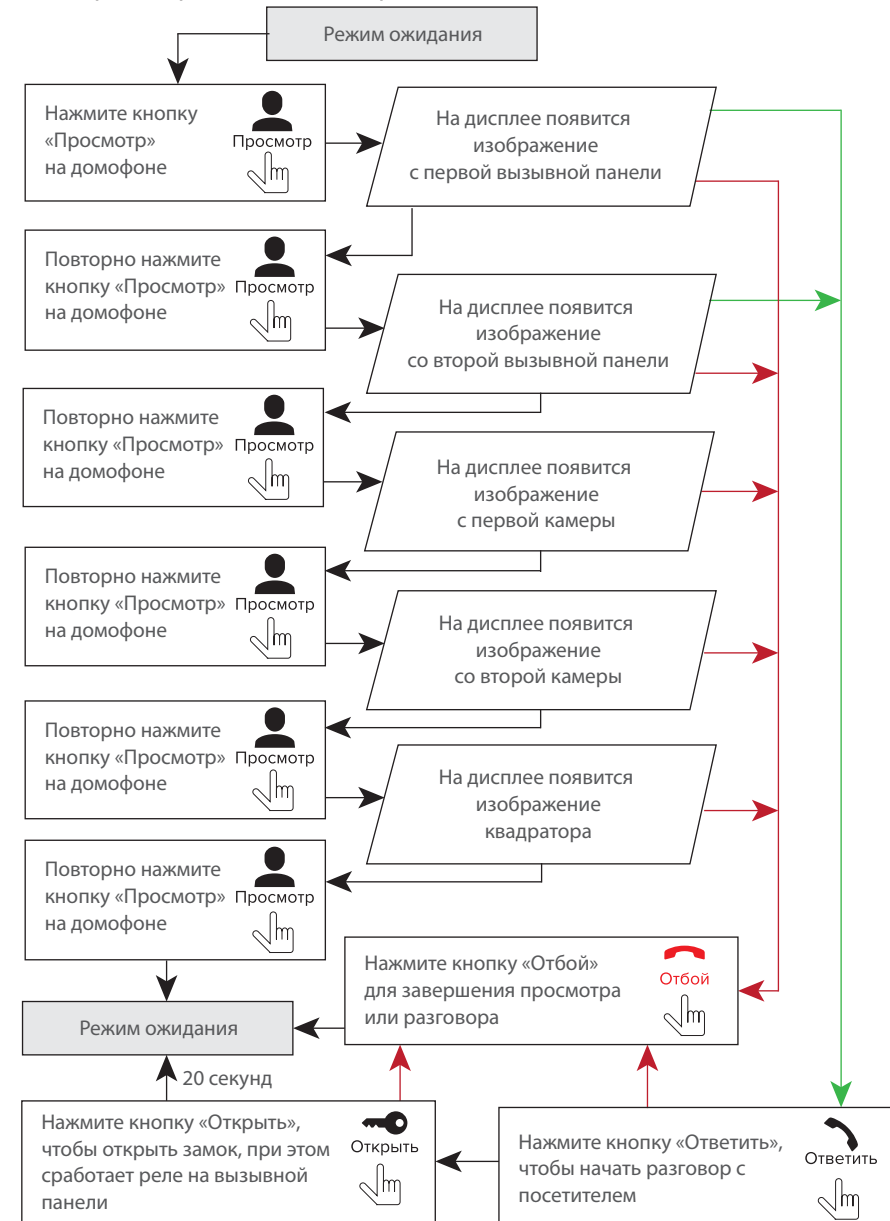 Режим ожидания
Нажмите кнопку
«Просмотр»
на домофоне
Просмотр
На дисплее появится
изображение
с первой вызывной панели
Повторно нажмите
кнопку «Просмотр»
на домофоне
Просмотр
На дисплее появится
изображение
со второй вызывной панели
Повторно нажмите
кнопку «Просмотр»
на домофоне
Просмотр
На дисплее появится
изображение
с первой камеры
Повторно нажмите
кнопку «Просмотр»
на домофоне
Просмотр
На дисплее появится
изображение
со второй камеры
Повторно нажмите
кнопку «Просмотр»
на домофоне
Просмотр
На дисплее появится
изображение
квадратора
Повторно нажмите
кнопку «Просмотр»
на домофоне
Просмотр
Нажмите кнопку «Отбой»
для завершения просмотра
или разговора
Отбой
Режим ожидания
20 секунд
Нажмите кнопку «Открыть»,
чтобы открыть замок, при этом
сработает реле на вызывной
панели
Открыть
Нажмите кнопку «Ответить»,
чтобы начать разговор с
посетителем
Ответить